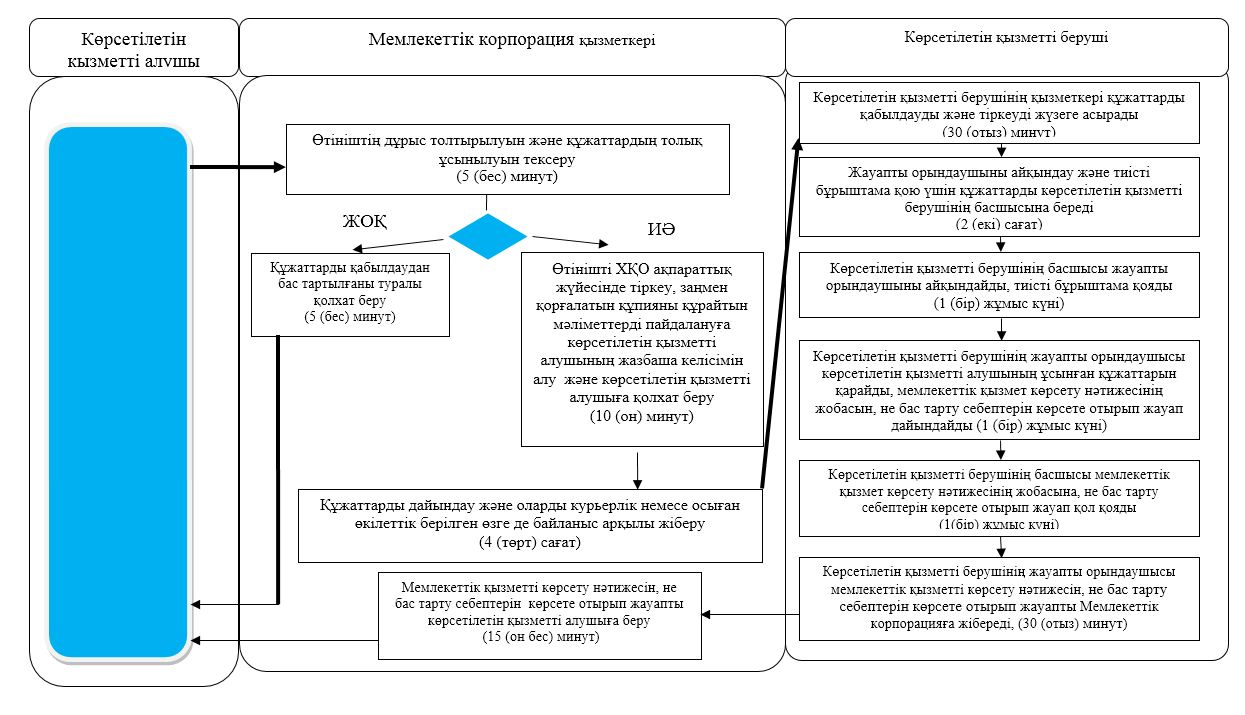 Көрсетілетін
қызметті алушы
Мемлекеттік корпорация қызметкері
Көрсетілетін қызметті беруші
Өтініштің дұрыс толтырылуын және құжаттардың толық
ұсынылуын тексеру
(5 (бес) минут)
ЖОҚ
ИӘ
Құжаттарды қабылдаудан
бас тартылғаны туралы
қолхат беру
(5 (бес) минут)
Өтінішті ХҚО ақпараттық
жүйесінде тіркеу, заңмен
қорғалатын құпияны құрайтын
мәліметтерді пайдалануға
көрсетілетін қызметті
алушының жазбаша келісімін
алу және көрсетілетін қызметті
алушыға қолхат беру
(10 (он) минут)
Құжаттарды дайындау және оларды курьерлік немесе осыған
өкілеттік берілген өзге де байланыс арқылы жіберу
(4 (төрт) сағат)
Мемлекеттік қызметті көрсету нәтижесін, не
бас тарту себептерін көрсете отырып жауапты
көрсетілетін қызметті алушыға беру
(15 (он бес) минут)
Көрсетілетін қызметті берушінің қызметкері құжаттарды
қабылдауды және тіркеуді жүзеге асырады
(30 (отыз) минут)
Жауапты орындаушыны айқындау және тиісті
бұрыштама қою үшін құжаттарды көрсетілетін қызметті
берушінің басшысына береді
(2 (екі) сағат)
Көрсетілетін қызметті берушінің басшысы жауапты
орындаушыны айқындайды, тиісті бұрыштама қояды
(1 (бір) жұмыс күні)
Көрсетілетін қызметті берушінің жауапты орындаушысы
көрсетілетін қызметті алушының ұсынған құжаттарын
қарайды, мемлекеттік қызмет көрсету нәтижесінің
жобасын, не бас тарту себептерін көрсете отырып жауап
дайындайды (1 (бір) жұмыс күні)
Көрсетілетін қызметті берушінің басшысы мемлекеттік
қызмет көрсету нәтижесінің жобасына, не бас тарту
себептерін көрсете отырып жауап қол қояды
(1(бір) жұмыс күні)
Көрсетілетін қызметті берушінің жауапты орындаушысы
мемлекеттік қызметті көрсету нәтижесін, не бас тарту
себептерін көрсете отырып жауапты Мемлекеттік
корпорацияға жібереді, (30 (отыз) минут)